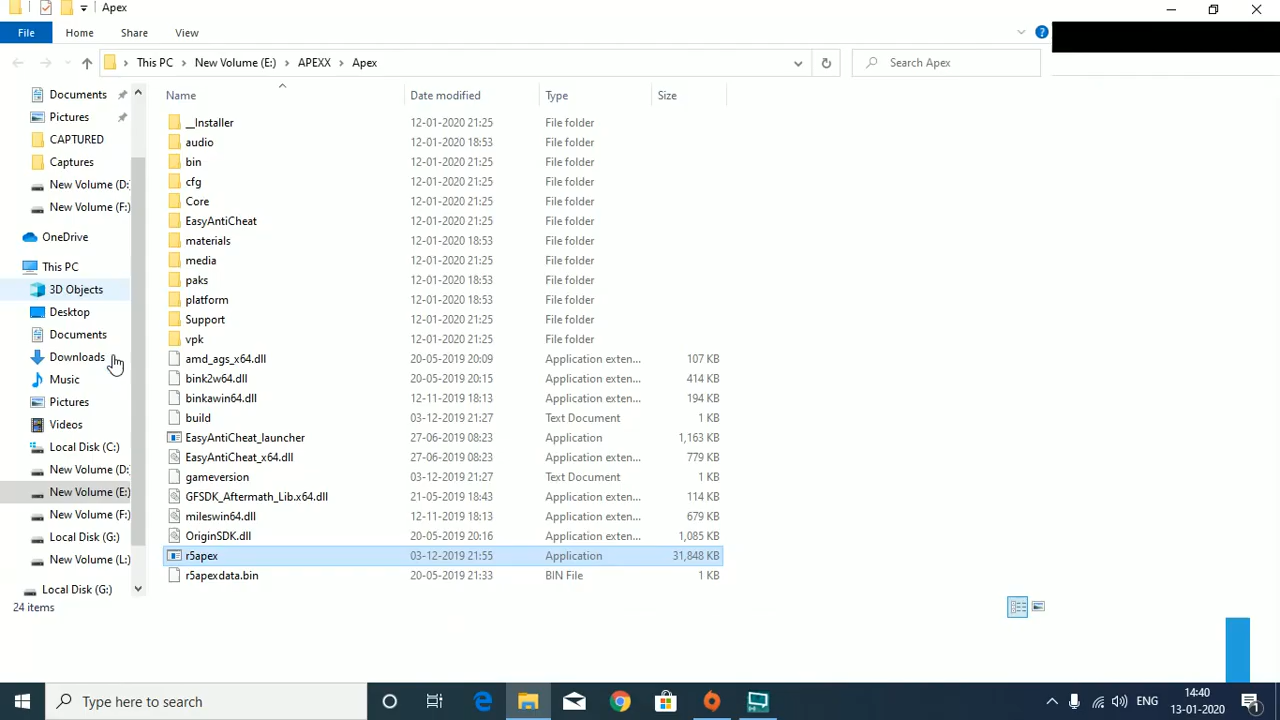 Apex
File Home Share View
This PC New Volume (E:) APEXX Apex
Search Apex
Name Date modified Type Size
Documents
Pictures
CAPTURED
Captures
New Volume (D:
New Volume (F:)
OneDrive
This PC
3D Objects
Desktop
Documents
Downloads
Music
Pictures
Videos
Local Disk (C:)
New Volume (D:
New Volume (E:)
New Volume (F:)
Local Disk (G:)
New Volume (L:)
Local Disk (G:)
__Installer 12-01-2020 21:25 File folder
audio 12-01-2020 18:53 File folder
bin 12-01-2020 21:25 File folder
cfg 12-01-2020 21:25 File folder
Core 12-01-2020 21:25 File folder
EasyAntiCheat 12-01-2020 21:25 File folder
materials 12-01-2020 18:53 File folder
media 12-01-2020 21:25 File folder
paks 12-01-2020 18:53 File folder
platform 12-01-2020 18:53 File folder
Support 12-01-2020 21:25 File folder
vpk 12-01-2020 21:25 File folder
amd_ags_x64.dll 20-05-2019 20:09 Application exten... 107 KB
bink2w64.dll 20-05-2019 20:15 Application exten... 414 KB
binkawin64.dll 12-11-2019 18:13 Application exten... 194 KB
build 03-12-2019 21:27 Text Document 1 KB
EasyAntiCheat_launcher 27-06-2019 08:23 Application 1,163 KB
EasyAntiCheat_x64.dll 27-06-2019 08:23 Application exten... 779 KB
gameversion 03-12-2019 21:27 Text Document 1 KB
GFSDK_Aftermath_Lib.x64.dll 21-05-2019 18:43 Application exten... 114 KB
mileswin64.dll 12-11-2019 18:13 Application exten... 679 KB
OriginSDK.dll 20-05-2019 20:16 Application exten... 1,085 KB
r5apex 03-12-2019 21:55 Application 31,848 KB
r5apexdata.bin 20-05-2019 21:33 BIN File 1 KB
24 items
Type here to search
ENG
14:40
13-01-2020
1